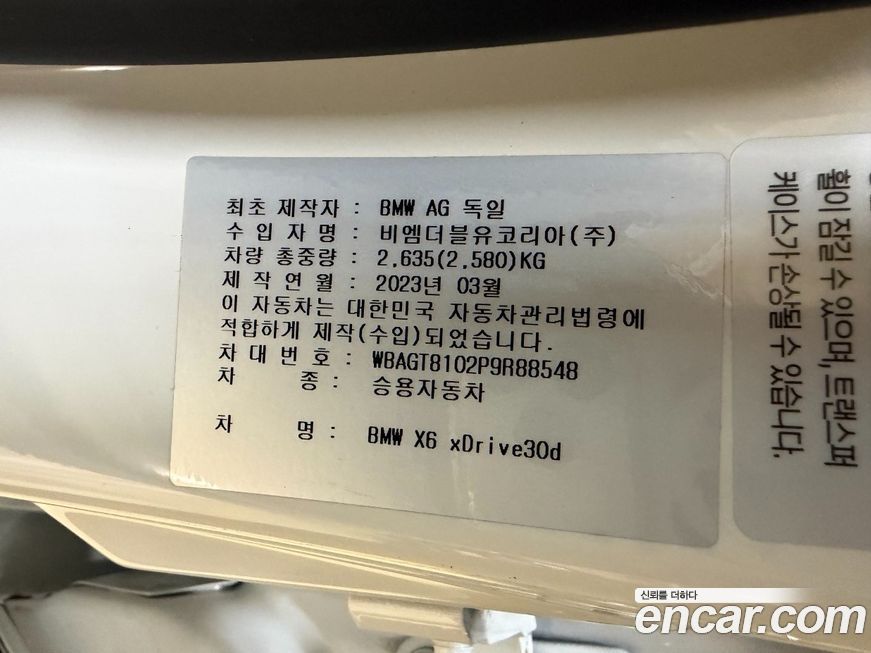 최초 제작자 : BMW AG 독일
수 입 자 명 : 비엠더블유코리아(주)
차량 총중량 : 2,635(2,580)KG
제 작 연 월 : 2023년 03월
이 자동차는 대한민국 자동차관리법령에
적합하게 제작(수입)되었습니다.
차 대 번 호 : WBAGT8102P9R88548
차 종 : 승용자동차
차 명 : BMW X6 xDrive30d
휠이 잠길 수 있으며, 트랜스퍼
케이스가 손상될 수 있습니다.
신뢰를 더하다
encar.com